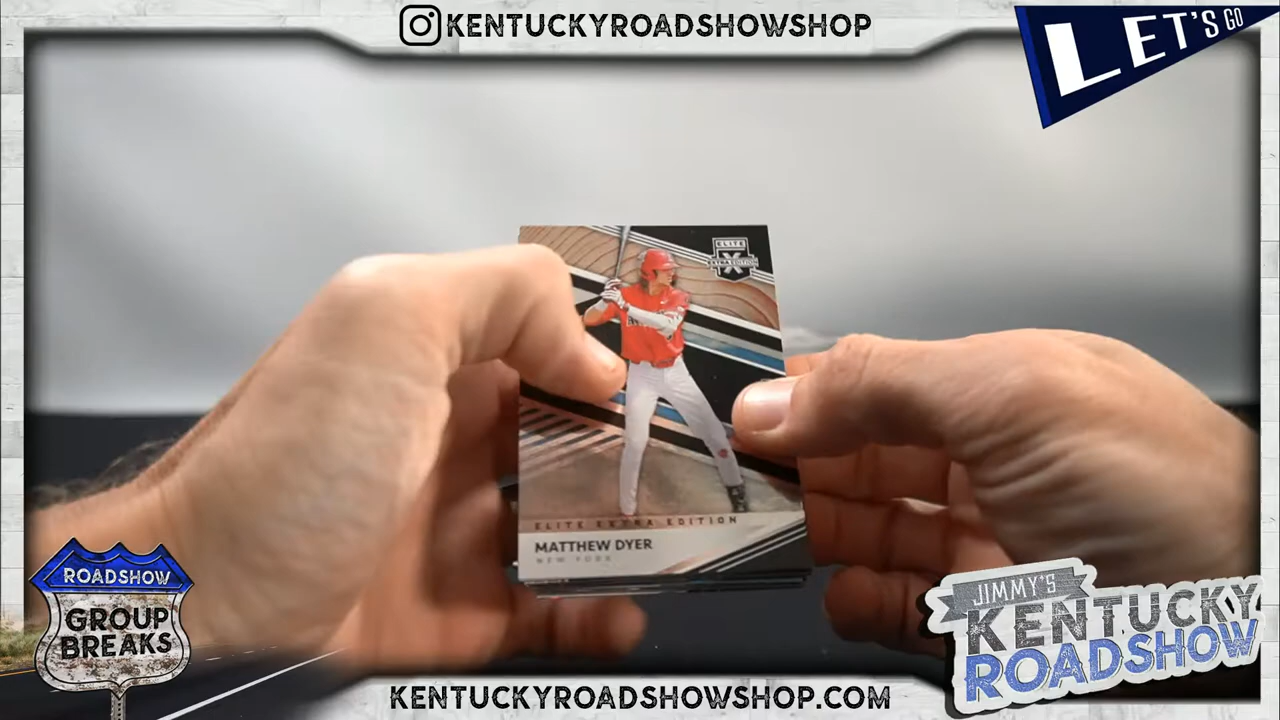 KENTUCKYROADSHOWSHOP
LET'S GO
ELITE
EXTRA EDITION
X
ELITE EXTRA EDITION
MATTHEW DYER
NEW YORK
ROADSHOW
GROUP
BREAKS
JIMMY'S
KENTUCKY
ROADSHOW
KENTUCKYROADSHOWSHOP.COM